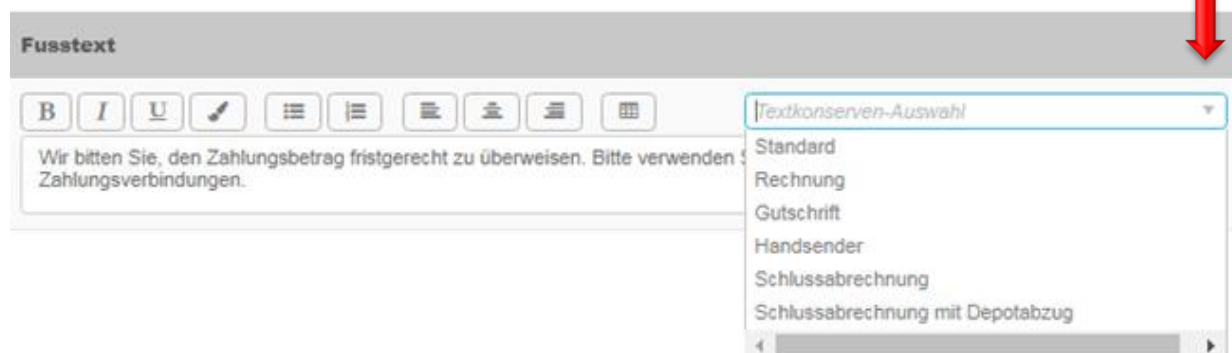 Fusstext
B I U
Textkonserven-Auswahl
Wir bitten Sie, den Zahlungsbetrag fristgerecht zu überweisen. Bitte verwenden
Zahlungsverbindungen.
Standard
Rechnung
Gutschrift
Handsender
Schlussabrechnung
Schlussabrechnung mit Depotabzug